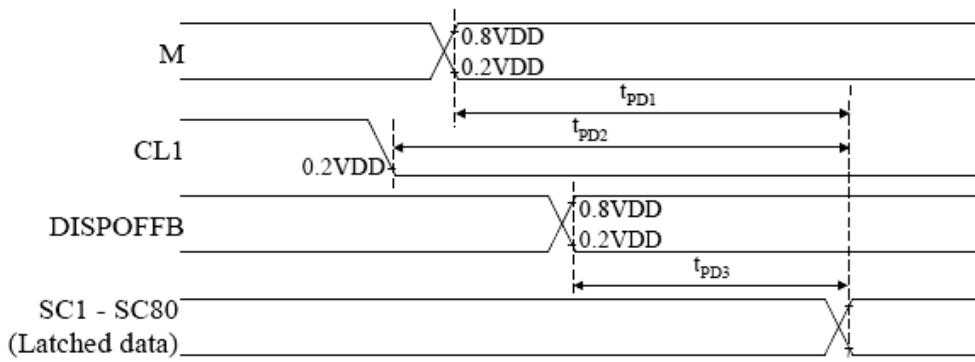 M
0.8VDD
0.2VDD
tPD1
tPD2
CL1
0.2VDD
0.8VDD
DISPOFFB
0.2VDD
tPD3
SC1 - SC80
(Latched data)